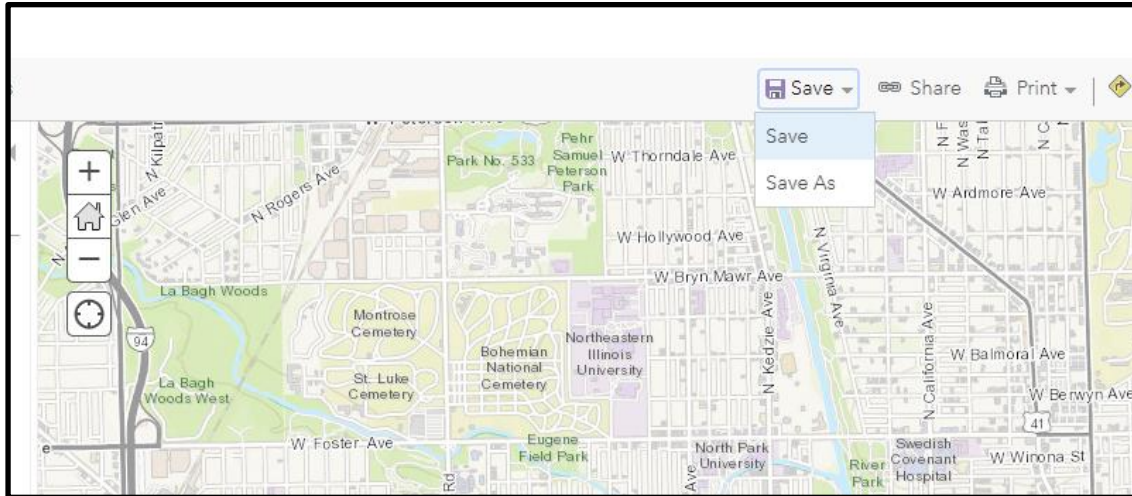 Save
Share
Print
Save
Save As
W Peterson Ave
N Kilpatr
Glen Ave
N Rogers Ave
Park No. 533
Pehr
Samuel
Peterson
Park
W Thorndale Ave
W Ardmore Ave
W Hollywood Ave
W Bryn Mawr Ave
N Virginia Ave
La Bagh Woods
Montrose
Cemetery
Bohemian
National
Cemetery
Northeastern
Illinois
University
N Kedzie Ave
N California Ave
W Balmoral Ave
94
St. Luke
Cemetery
La Bagh
Woods West
W Berwyn Ave
41
W Foster Ave
Eugene
Field Park
North Park
University
River
Park
Swedish
Covenant
Hospital
W Winona St
Rd
Ave